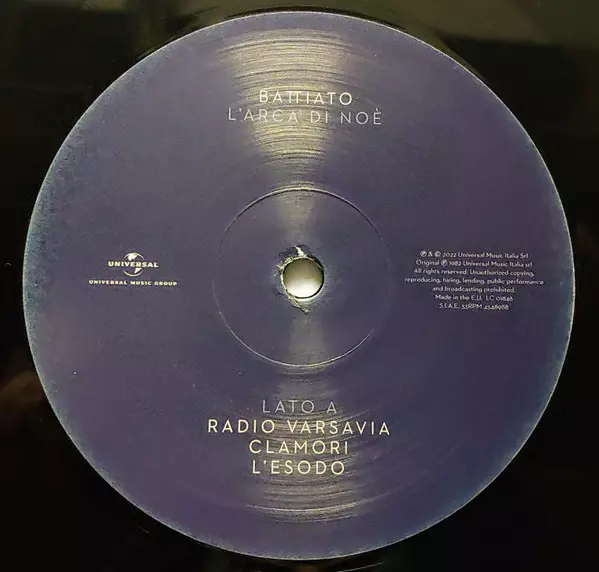 BATTIATO
L'ARCA DI NOÈ
UNIVERSAL
UNIVERSAL MUSIC GROUP
℗ & © 2022 Universal Music Italia Srl
Original ℗ 1982 Universal Music Italia srl
All rights reserved. Unauthorized copying,
reproducing, hiring, lending, public performance
and broadcasting prohibited.
Made in the E.U. LC 01846
S.I.A.E. 33RPM 4548968
LATO A
RADIO VARSAVIA
CLAMORI
L'ESODO